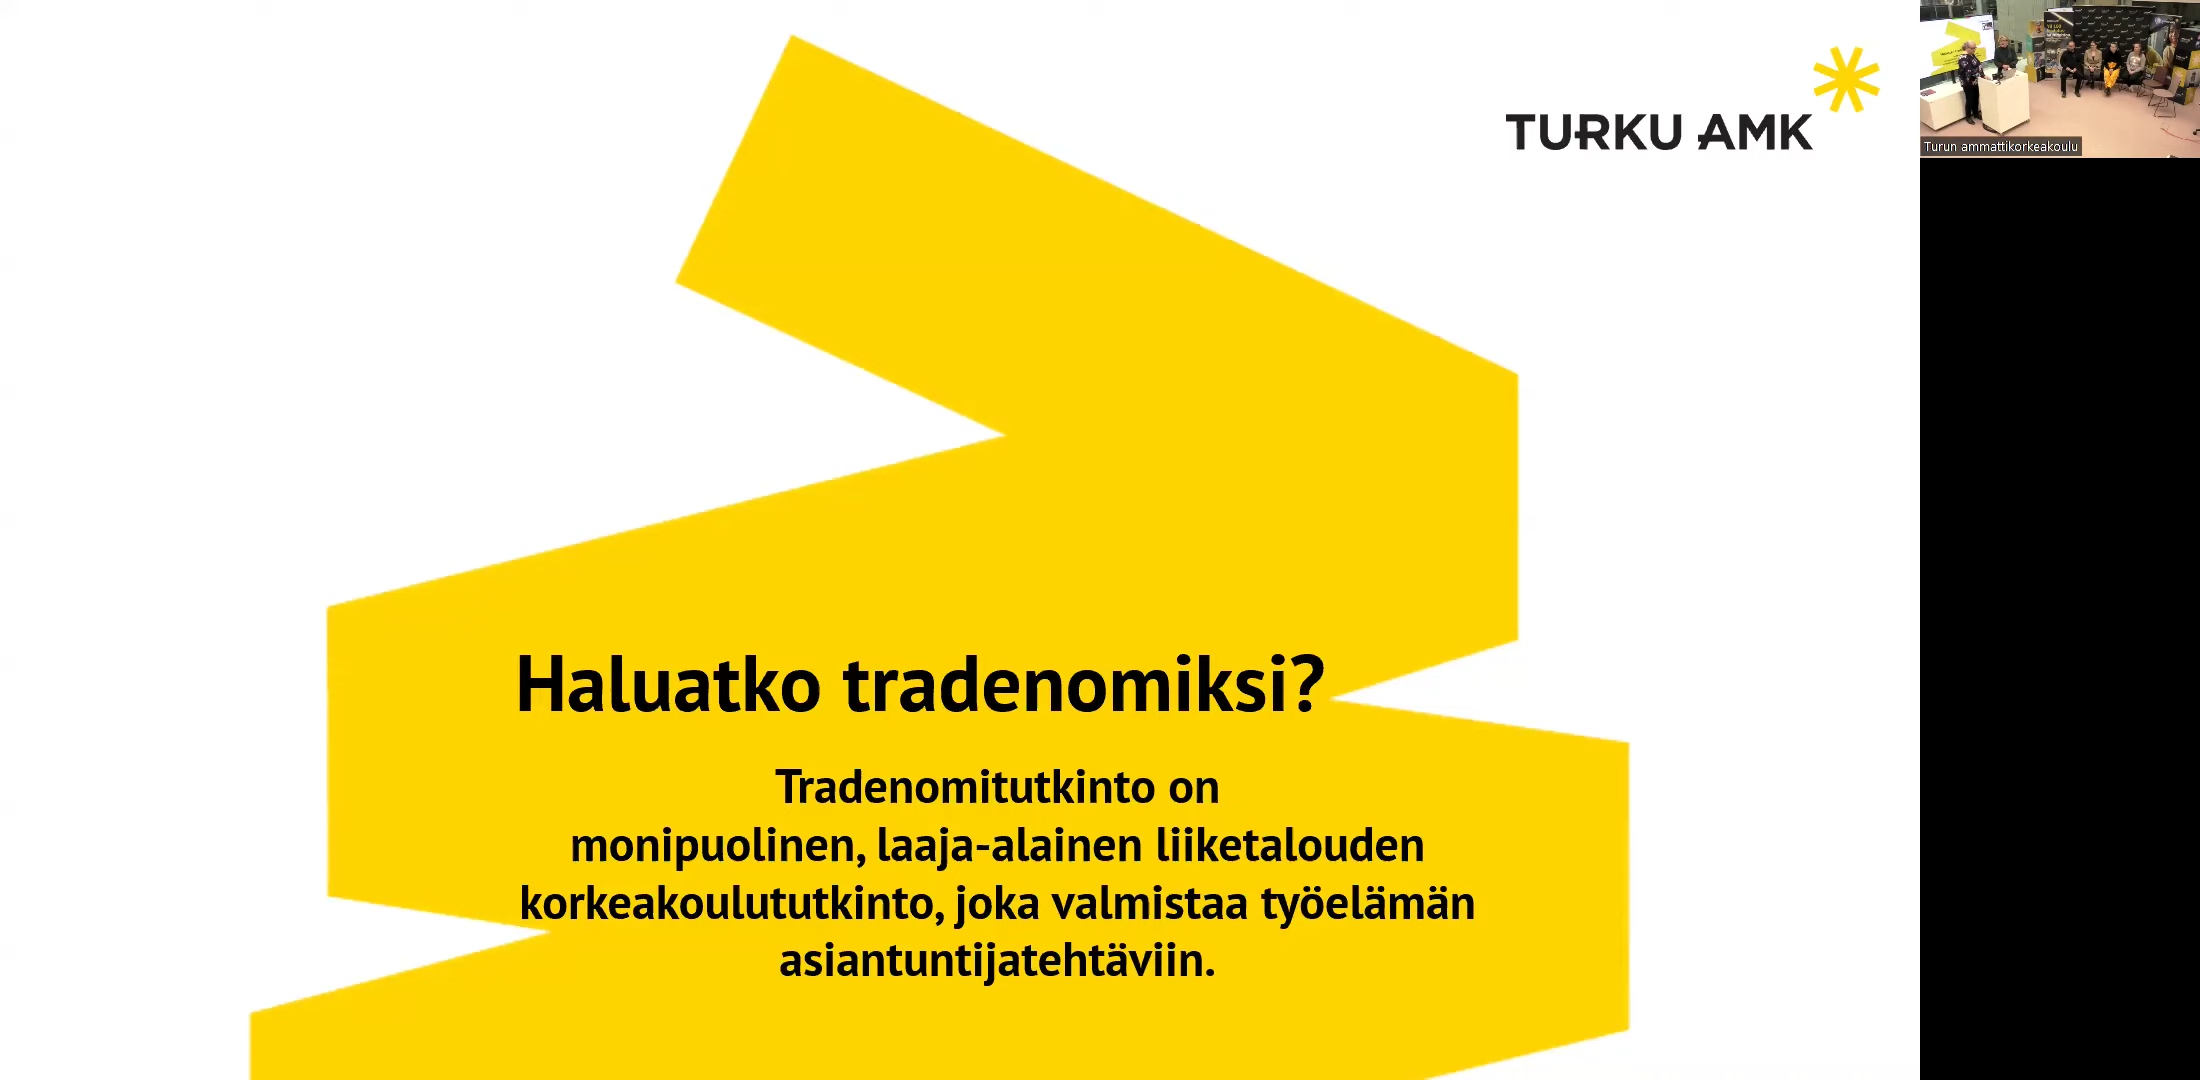 TURKU AMK
Turun ammattikorkeakoulu
Haluatko tradenomiksi?
Tradenomitutkinto on
monipuolinen, laaja-alainen liiketalouden
korkeakoulututkinto, joka valmistaa työelämän
asiantuntijatehtäviin.